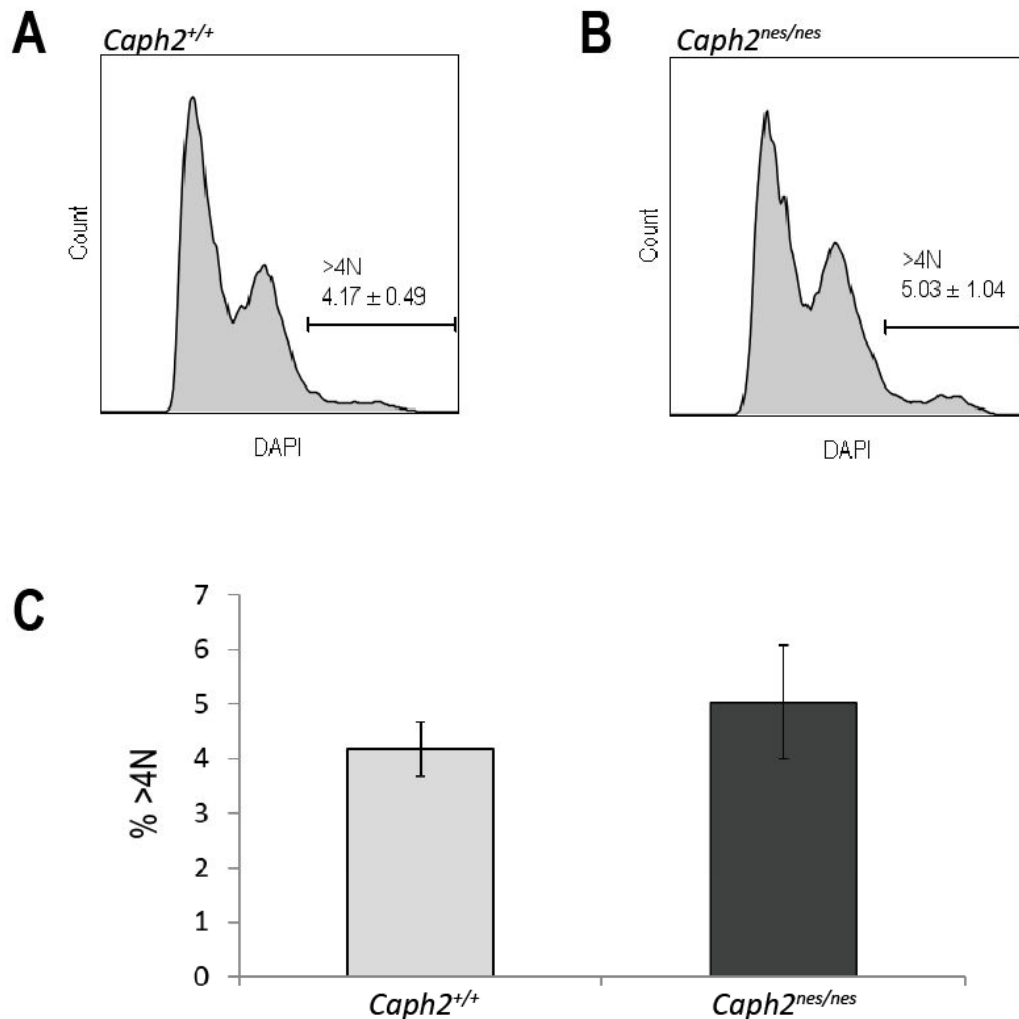 A
Caph2+/+
Count
>4N
4.17 ± 0.49
DAPI
B
Caph2nes/nes
Count
>4N
5.03 ± 1.04
DAPI
C
% >4N
7
6
5
4
3
2
1
0
Caph2+/+
Caph2nes/nes